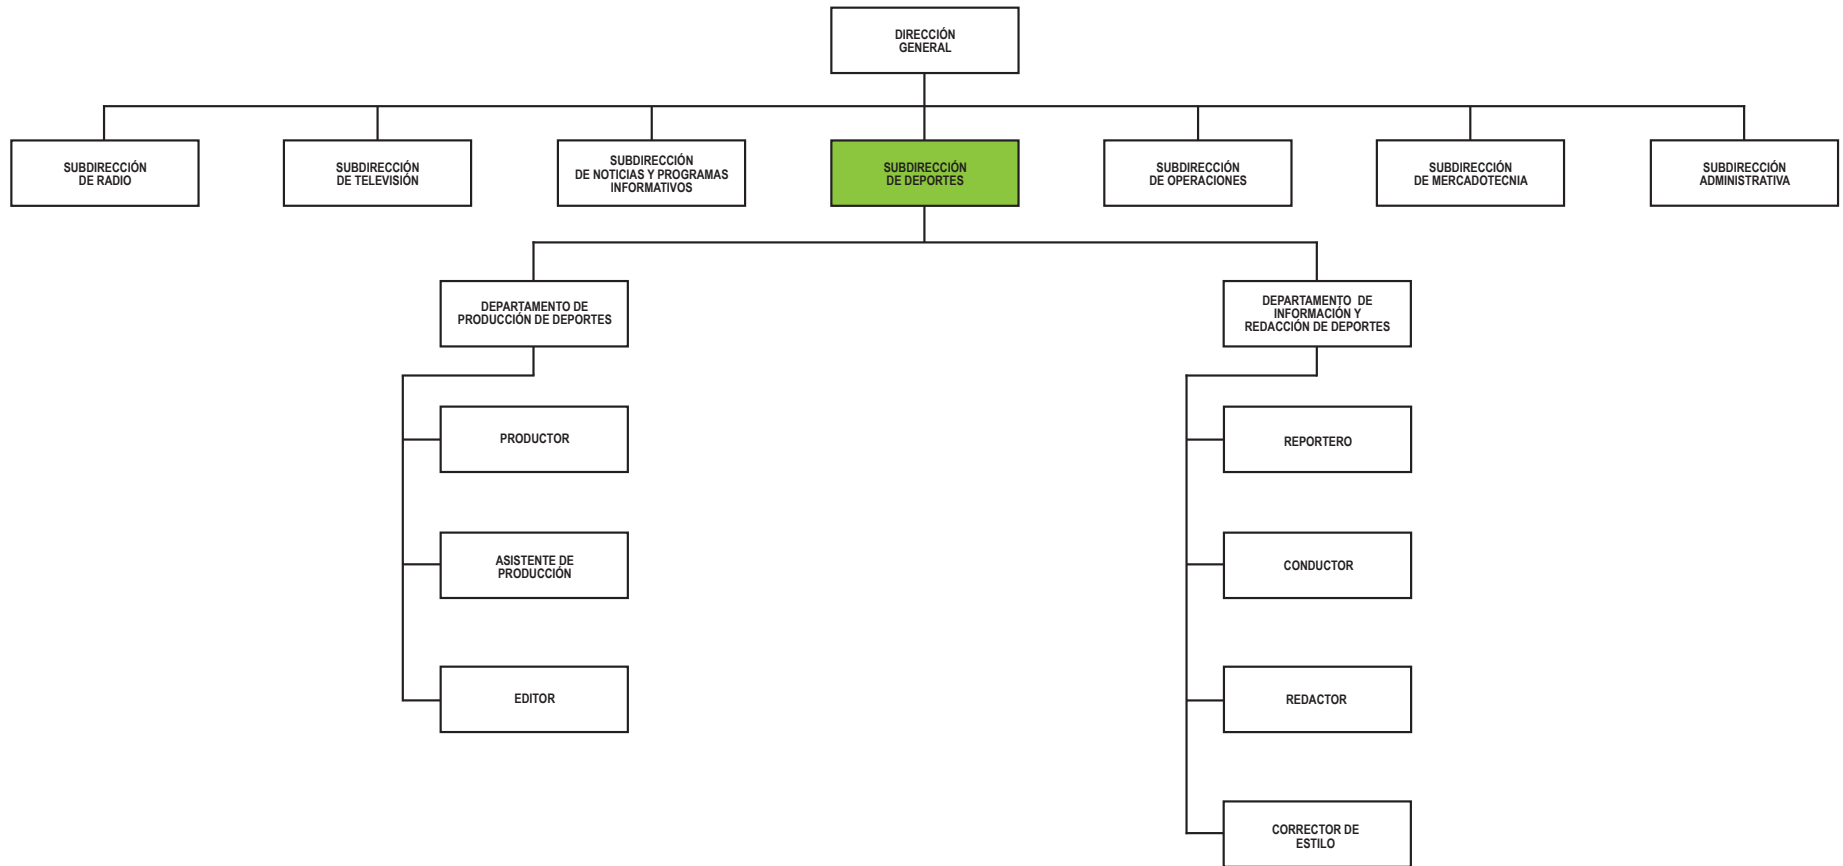 DIRECCIÓN
GENERAL
SUBDIRECCIÓN
DE RADIO
SUBDIRECCIÓN
DE TELEVISIÓN
SUBDIRECCIÓN
DE NOTICIAS Y PROGRAMAS
INFORMATIVOS
SUBDIRECCIÓN
DE DEPORTES
SUBDIRECCIÓN
DE OPERACIONES
SUBDIRECCIÓN
DE MERCADOTECNIA
SUBDIRECCIÓN
ADMINISTRATIVA
DEPARTAMENTO DE
PRODUCCIÓN DE DEPORTES
DEPARTAMENTO DE
INFORMACIÓN Y
REDACCIÓN DE DEPORTES
PRODUCTOR
REPORTERO
ASISTENTE DE
PRODUCCIÓN
CONDUCTOR
EDITOR
REDACTOR
CORRECTOR DE
ESTILO